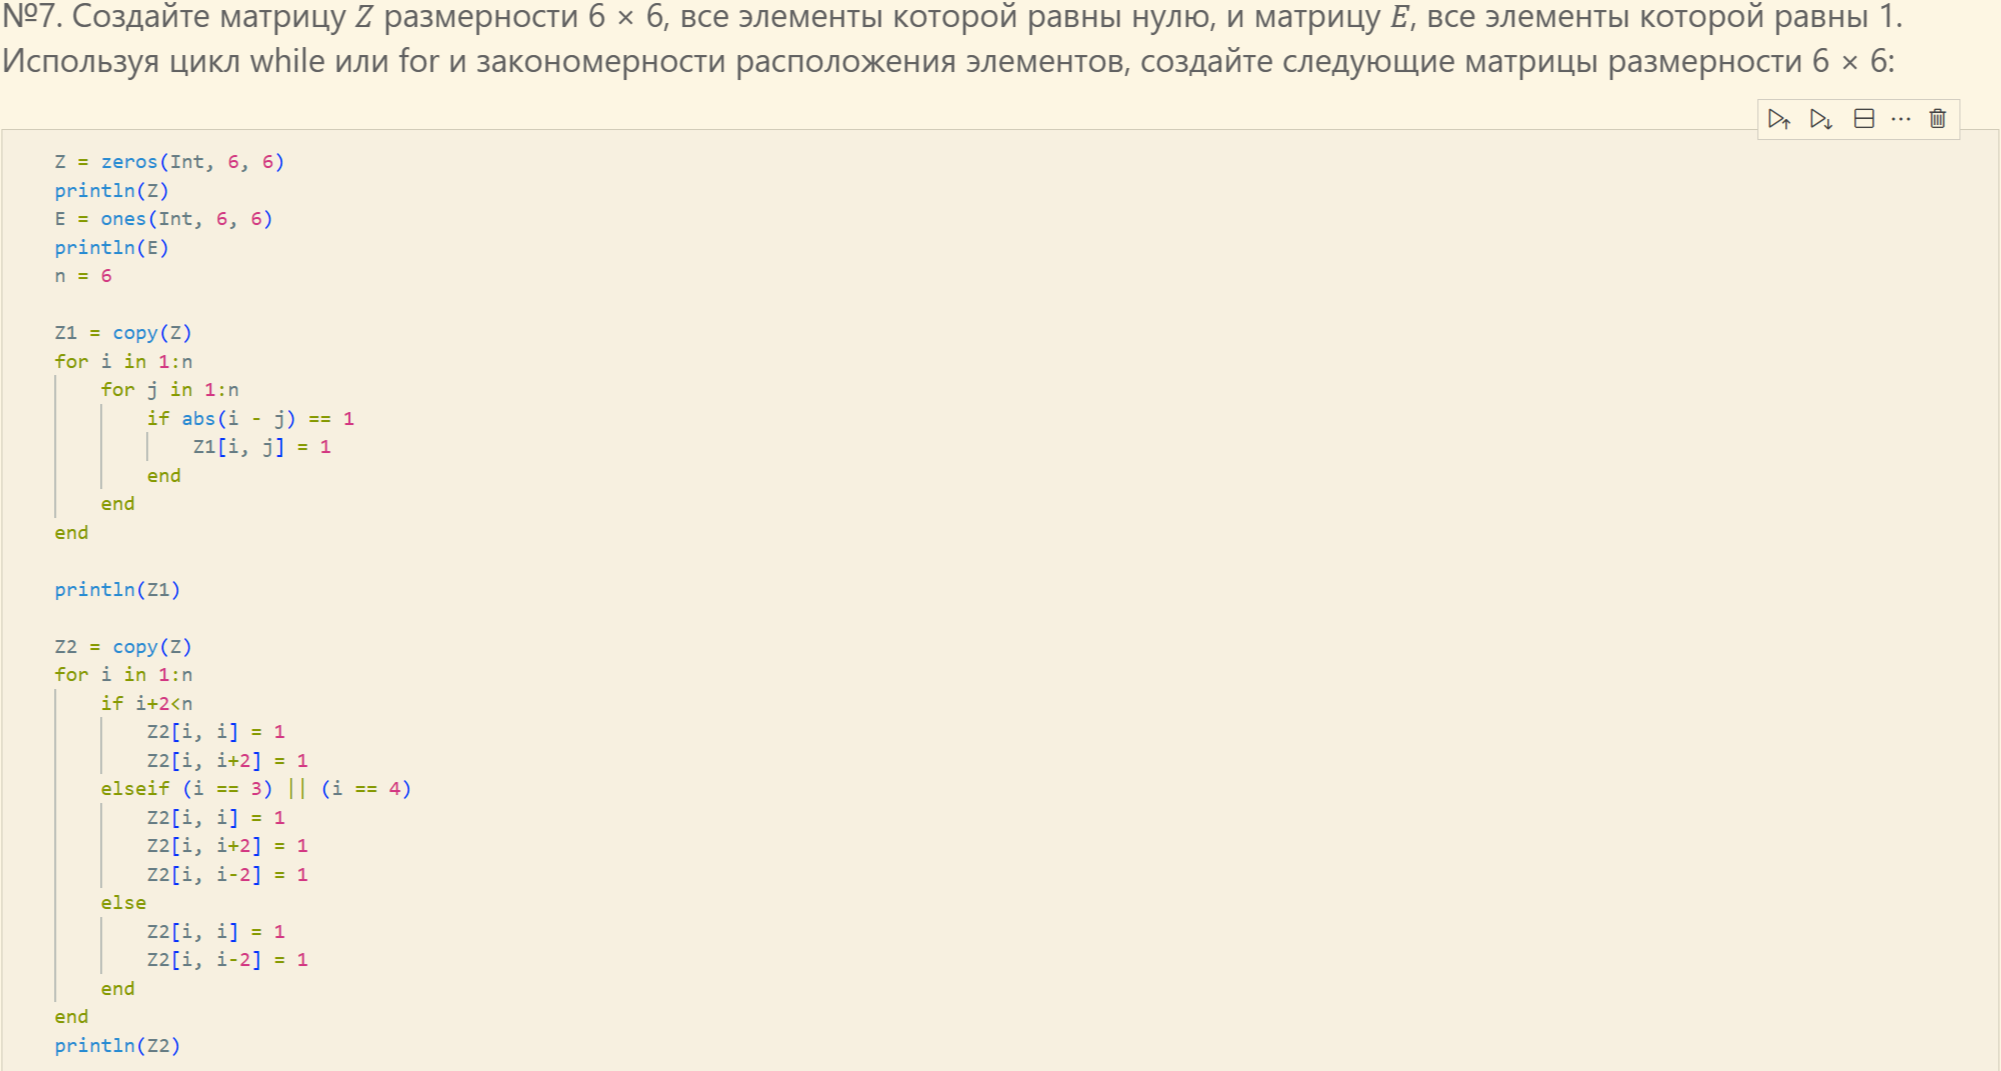 №7. Создайте матрицу Z размерности 6 × 6, все элементы которой равны нулю, и матрицу E, все элементы которой равны 1.
Используя цикл while или for и закономерности расположения элементов, создайте следующие матрицы размерности 6 × 6:
Z = zeros(Int, 6, 6)
println(Z)
E = ones(Int, 6, 6)
println(E)
n = 6
Z1 = copy(Z)
for i in 1:n
    for j in 1:n
        if abs(i - j) == 1
            Z1[i, j] = 1
        end
    end
end
println(Z1)
Z2 = copy(Z)
for i in 1:n
    if i+2<n
        Z2[i, i] = 1
        Z2[i, i+2] = 1
    elseif (i == 3) || (i == 4)
        Z2[i, i] = 1
        Z2[i, i+2] = 1
        Z2[i, i-2] = 1
    else
        Z2[i, i] = 1
        Z2[i, i-2] = 1
    end
end
println(Z2)